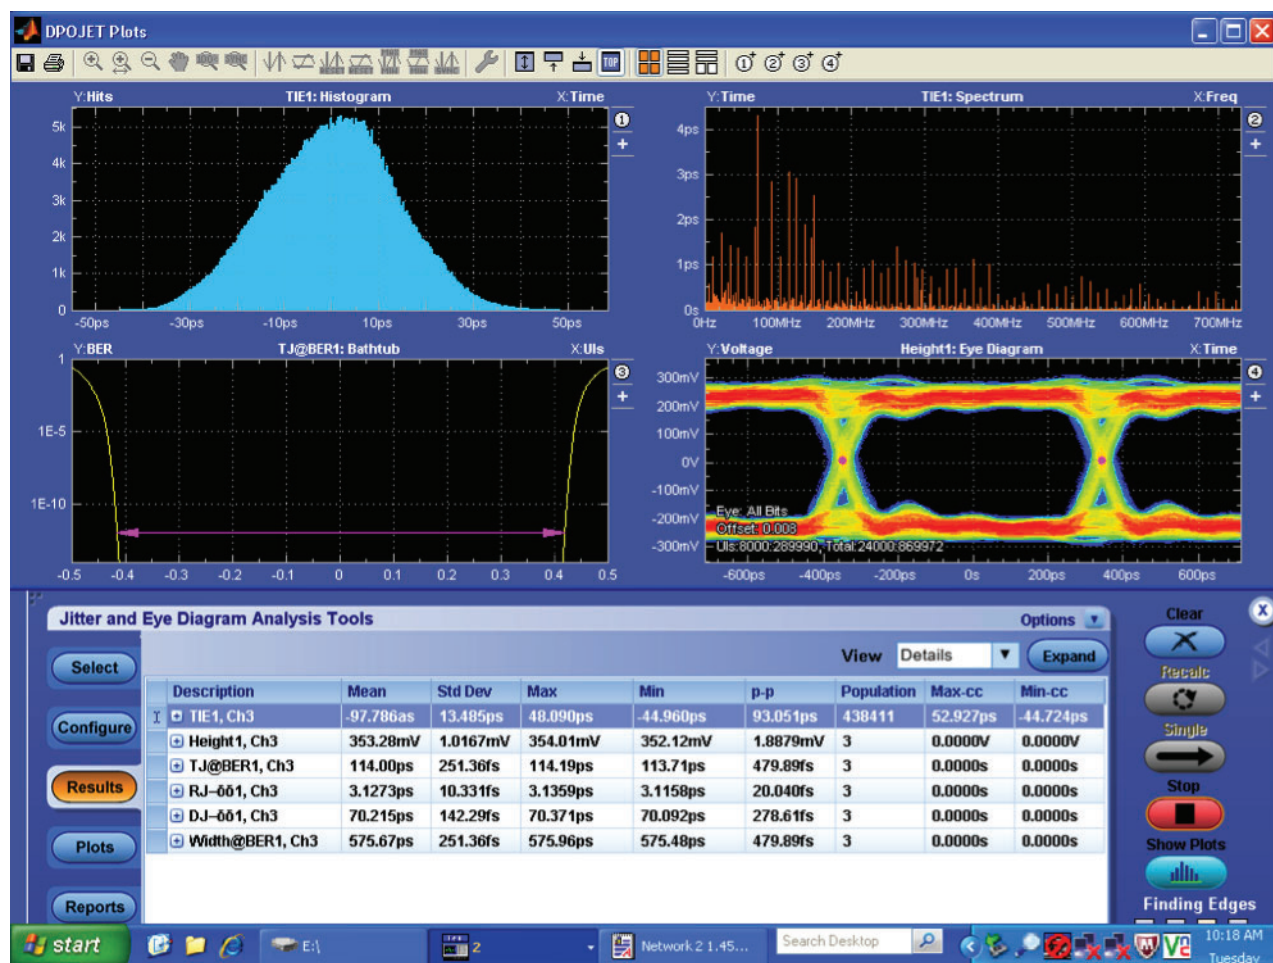 DPOJET Plots
TOP
1+ 2+ 3+ 4+
Y:Hits TIE1: Histogram X:Time
5k
4k
3k
2k
1k
0
-50ps -30ps -10ps 10ps 30ps 50ps
1
+
Y:Time TIE1: Spectrum X:Freq
4ps
3ps
2ps
1ps
0s
0Hz 100MHz 200MHz 300MHz 400MHz 500MHz 600MHz 700MHz
2
+
Y:BER TJ@BER1: Bathtub X:UIs
1
1E-5
1E-10
-0.5 -0.4 -0.3 -0.2 -0.1 0 0.1 0.2 0.3 0.4 0.5
3
+
Y:Voltage Height1: Eye Diagram X:Time
300mV
200mV
100mV
0V
-100mV
-200mV
-300mV
Eye: All Bits
Offset: 0.008
UIs:8000:289990, Total:24000:869972
-600ps -400ps -200ps 0s 200ps 400ps 600ps
4
+
Jitter and Eye Diagram Analysis Tools Options
View Details Expand
Select
Configure
Results
Plots
Reports
Description Mean Std Dev Max Min p-p Population Max-cc Min-cc
TIE1, Ch3 -97.786as 13.485ps 48.090ps -44.960ps 93.051ps 438411 52.927ps -44.724ps
Height1, Ch3 353.28mV 1.0167mV 354.01mV 352.12mV 1.8879mV 3 0.0000V 0.0000V
TJ@BER1, Ch3 114.00ps 251.36fs 114.19ps 113.71ps 479.89fs 3 0.0000s 0.0000s
RJ-δδ1, Ch3 3.1273ps 10.331fs 3.1359ps 3.1158ps 20.040fs 3 0.0000s 0.0000s
DJ-δδ1, Ch3 70.215ps 142.29fs 70.371ps 70.092ps 278.61fs 3 0.0000s 0.0000s
Width@BER1, Ch3 575.67ps 251.36fs 575.96ps 575.48ps 479.89fs 3 0.0000s 0.0000s
Clear
Recalc
Single
Stop
Show Plots
Finding Edges
start E:\ 2 Network 2 1.45... Search Desktop 10:18 AM
Tuesday